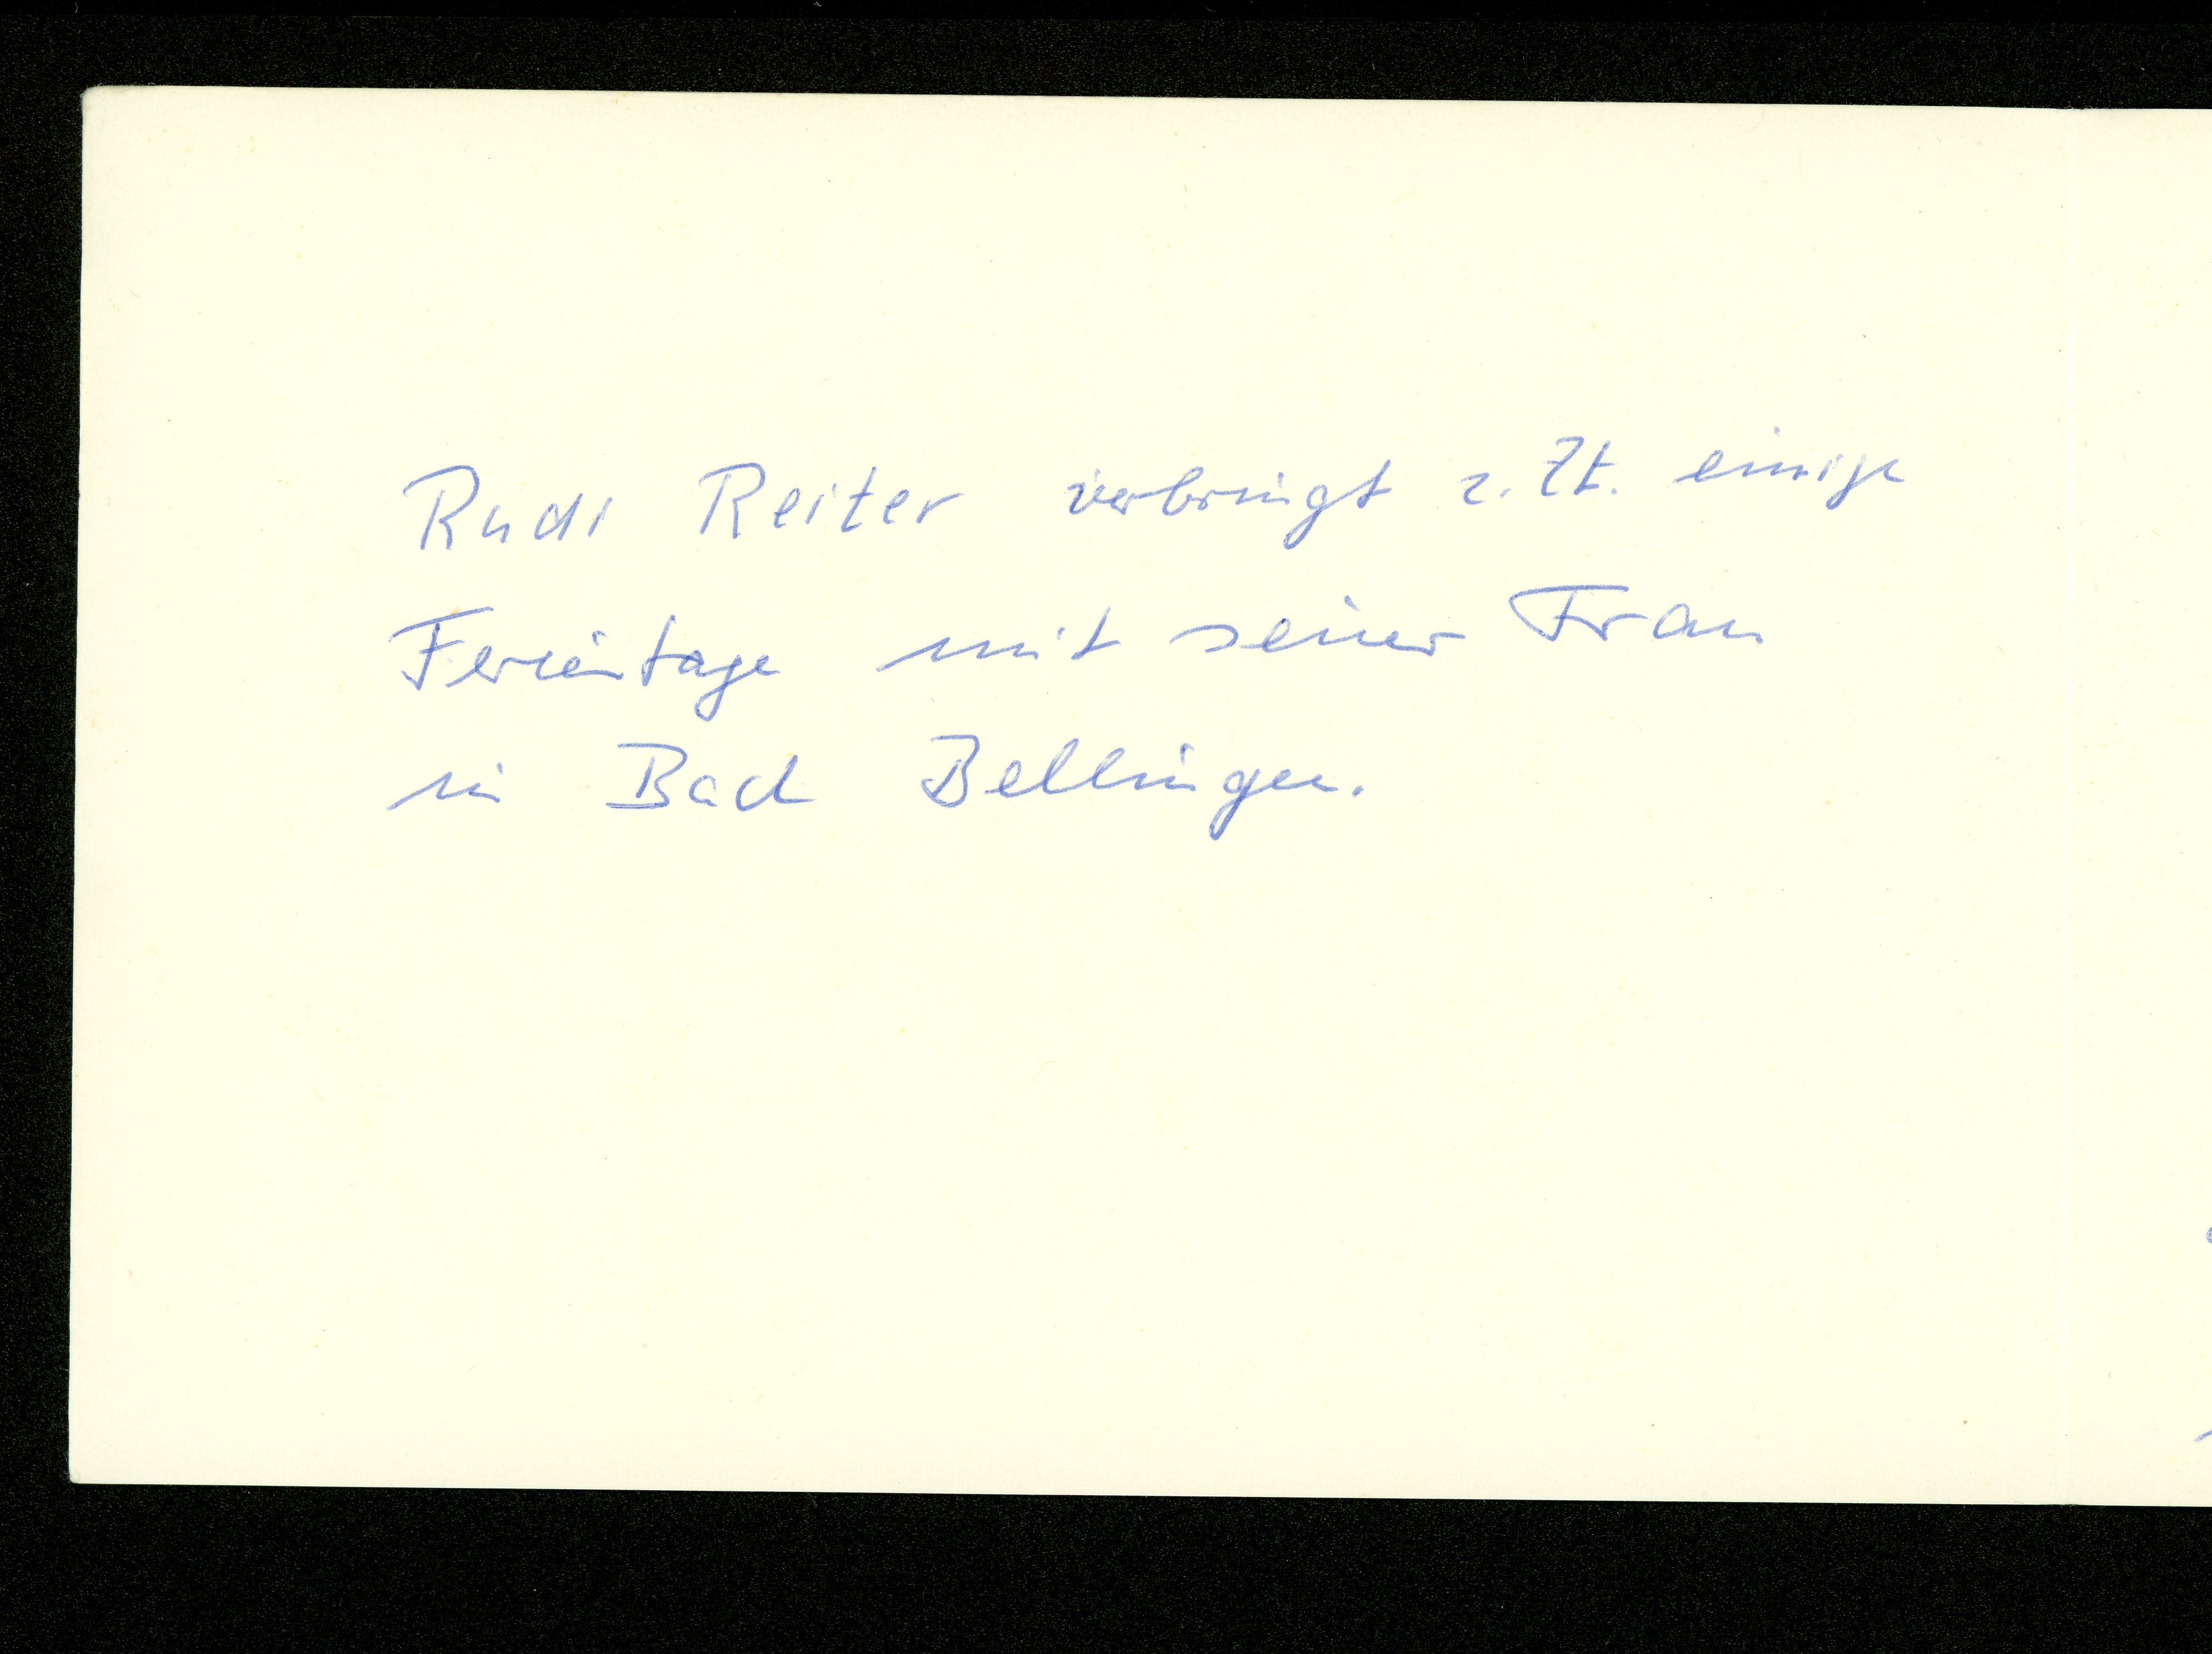 Rudi Reiter verbringt z. Zt. einige
Ferientage mit seiner Frau
in Bad Bellingen.